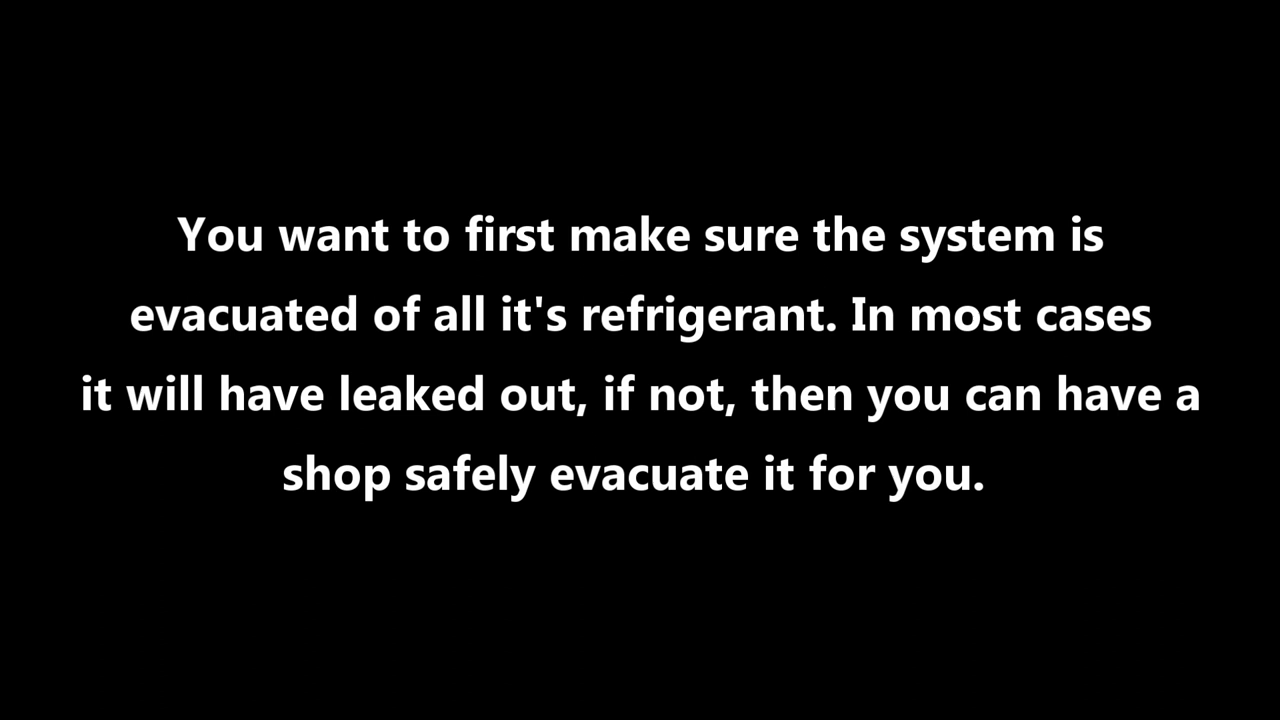 You want to first make sure the system is
evacuated of all it's refrigerant. In most cases
it will have leaked out, if not, then you can have a
shop safely evacuate it for you.